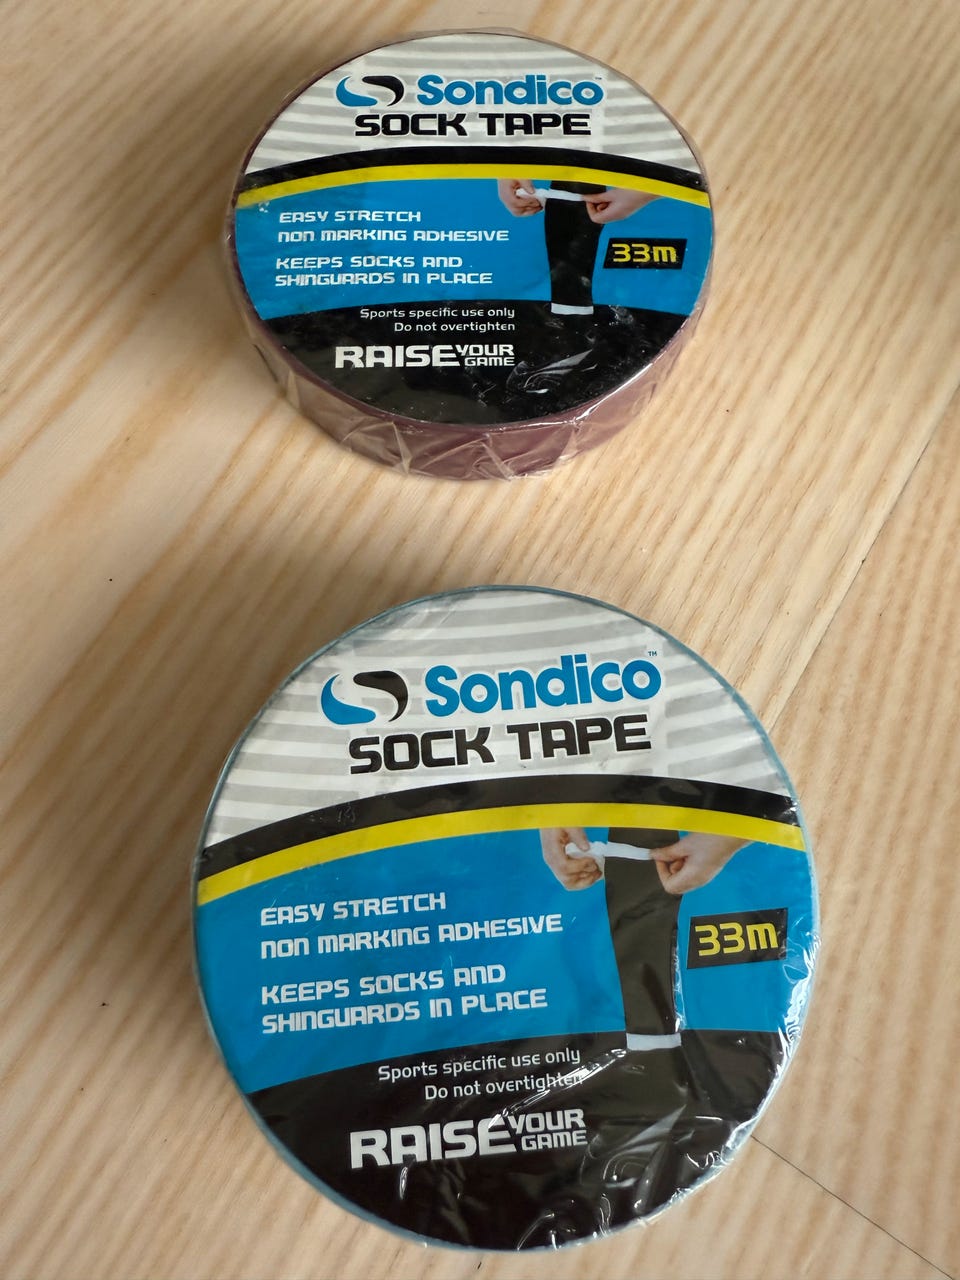 Sondico™
SOCK TAPE
EASY STRETCH
NON MARKING ADHESIVE
KEEPS SOCKS AND
SHINGUARDS IN PLACE
33m
Sports specific use only
Do not overtighten
RAISE YOUR GAME
Sondico™
SOCK TAPE
EASY STRETCH
NON MARKING ADHESIVE
KEEPS SOCKS AND
SHINGUARDS IN PLACE
33m
Sports specific use only
Do not overtighten
RAISE YOUR GAME